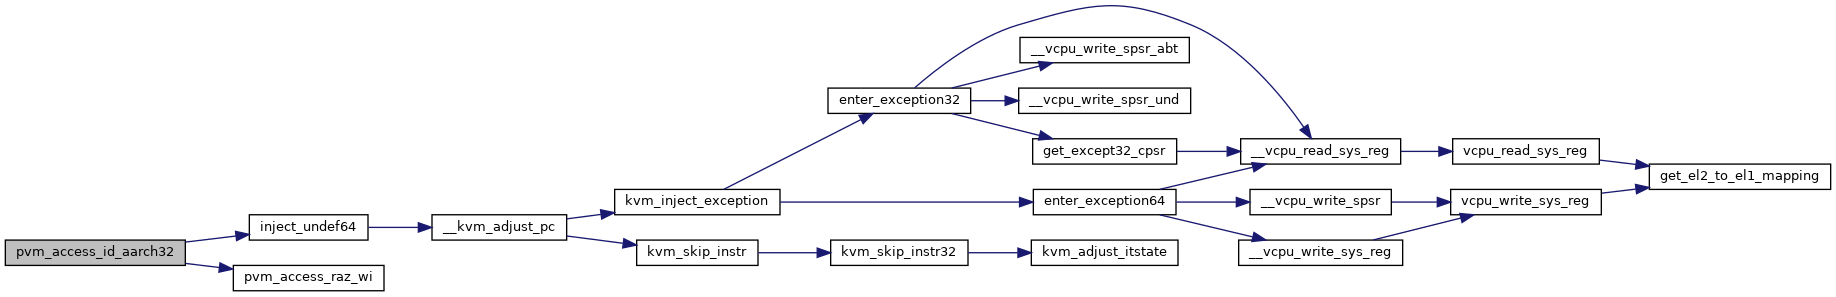 pvm_access_id_aarch32
inject_undef64
pvm_access_raz_wi
__kvm_adjust_pc
kvm_inject_exception
kvm_skip_instr
enter_exception32
kvm_skip_instr32
__vcpu_write_spsr_abt
__vcpu_write_spsr_und
get_except32_cpsr
enter_exception64
kvm_adjust_itstate
__vcpu_read_sys_reg
__vcpu_write_spsr
__vcpu_write_sys_reg
vcpu_read_sys_reg
vcpu_write_sys_reg
get_el2_to_el1_mapping